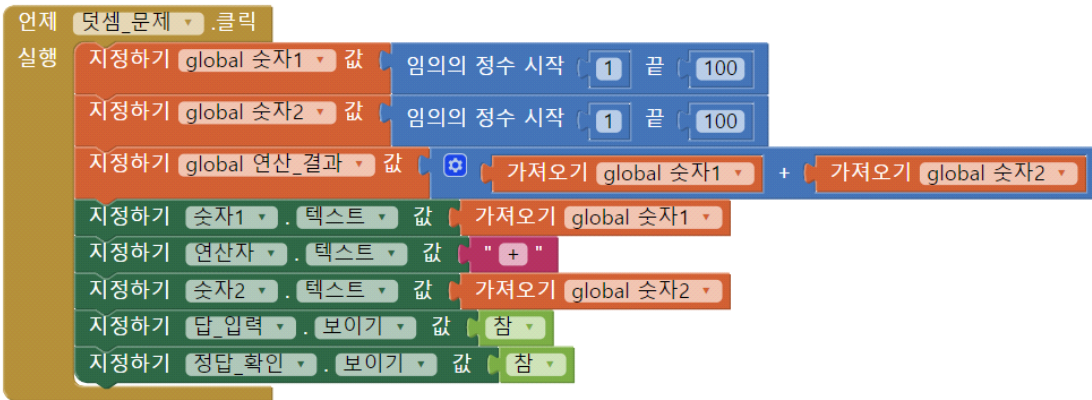 언제 덧셈_문제 .클릭
실행 지정하기 global 숫자1 값 임의의 정수 시작 1 끝 100
지정하기 global 숫자2 값 임의의 정수 시작 1 끝 100
지정하기 global 연산_결과 값 가져오기 global 숫자1 + 가져오기 global 숫자2
지정하기 숫자1 . 텍스트 값 가져오기 global 숫자1
지정하기 연산자 . 텍스트 값 " + "
지정하기 숫자2 . 텍스트 값 가져오기 global 숫자2
지정하기 답_입력 . 보이기 값 참
지정하기 정답_확인 . 보이기 값 참